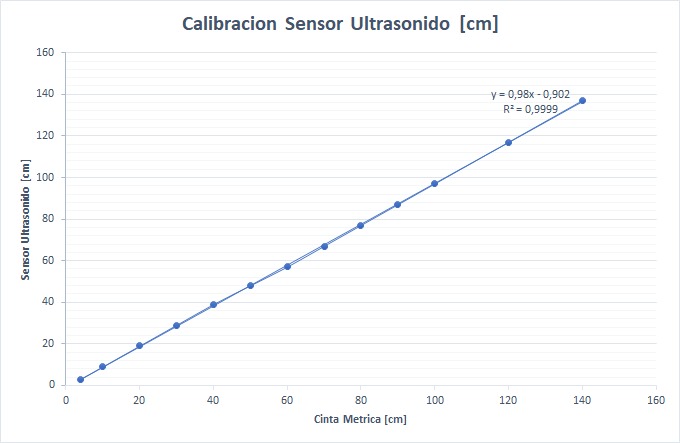 Calibracion Sensor Ultrasonido [cm]
160
140
120
100
80
60
40
20
0
Sensor Ultrasonido [cm]
y = 0,98x - 0,902
R² = 0,9999
0 20 40 60 80 100 120 140 160
Cinta Metrica [cm]